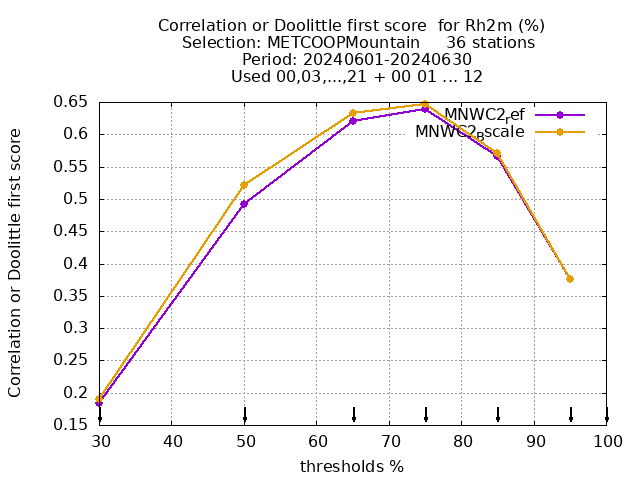 Correlation or Doolittle first score  for Rh2m (%)
Selection: METCOOPMountain     36 stations
Period: 20240601-20240630
Used 00,03,...,21 + 00 01 ... 12
Correlation or Doolittle first score
0.65
0.6
0.55
0.5
0.45
0.4
0.35
0.3
0.25
0.2
0.15
MNWC2ref
MNWC2Bscale
30 40 50 60 70 80 90 100
thresholds %